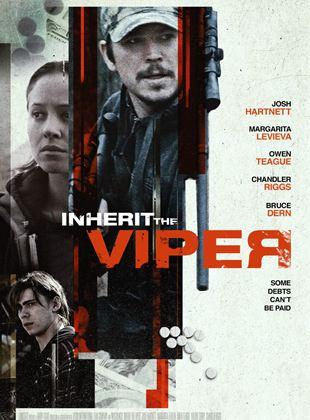 JOSH
HARTNETT
MARGARITA
LEVIEVA
OWEN
TEAGUE
CHANDLER
RIGGS
BRUCE
DERN
INHERIT THE
VIPER
SOME
DEBTS
CAN'T
BE PAID